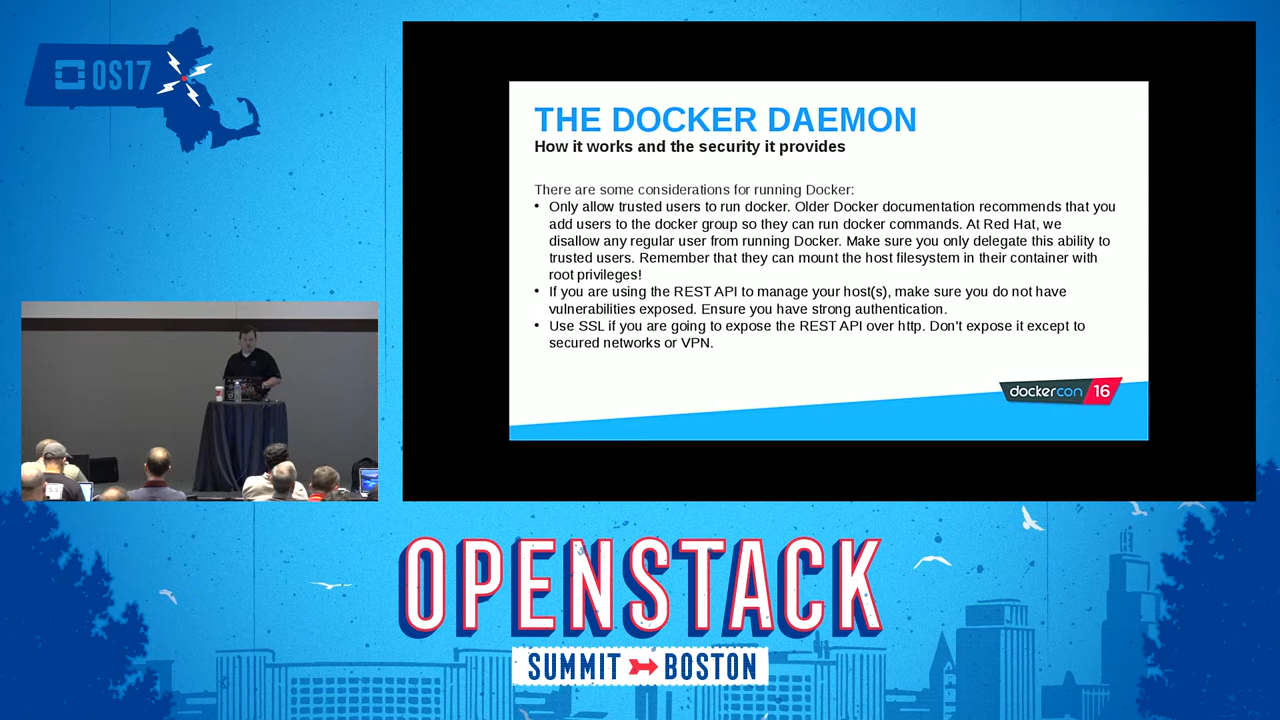 OS17
THE DOCKER DAEMON
How it works and the security it provides
There are some considerations for running Docker:
• Only allow trusted users to run docker. Older Docker documentation recommends that you
add users to the docker group so they can run docker commands. At Red Hat, we
disallow any regular user from running Docker. Make sure you only delegate this ability to
trusted users. Remember that they can mount the host filesystem in their container with
root privileges!
• If you are using the REST API to manage your host(s), make sure you do not have
vulnerabilities exposed. Ensure you have strong authentication.
• Use SSL if you are going to expose the REST API over http. Don't expose it except to
secured networks or VPN.
dockercon 16
OPENSTACK
SUMMIT BOSTON